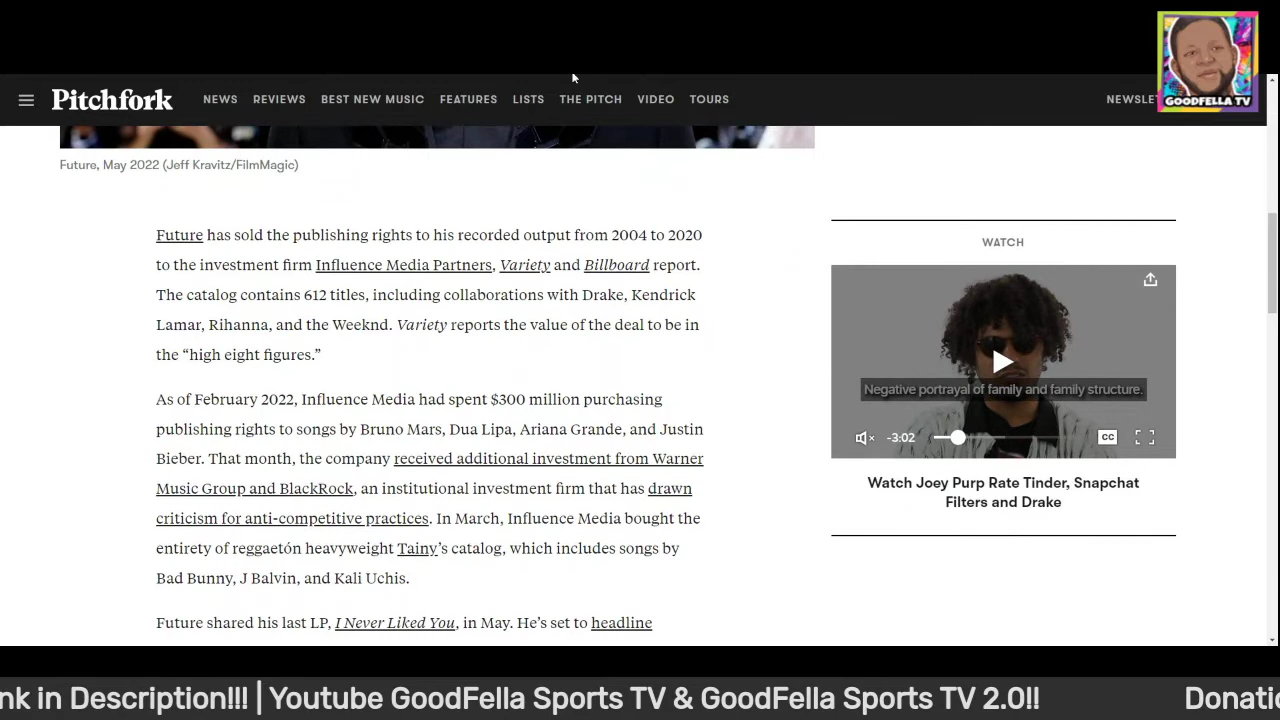 GOODFELLA TV
Pitchfork
NEWS REVIEWS BEST NEW MUSIC FEATURES LISTS THE PITCH VIDEO TOURS
Future, May 2022 (Jeff Kravitz/FilmMagic)
Future has sold the publishing rights to his recorded output from 2004 to 2020
to the investment firm Influence Media Partners, Variety and Billboard report.
The catalog contains 612 titles, including collaborations with Drake, Kendrick
Lamar, Rihanna, and the Weeknd. Variety reports the value of the deal to be in
the “high eight figures.”
As of February 2022, Influence Media had spent $300 million purchasing
publishing rights to songs by Bruno Mars, Dua Lipa, Ariana Grande, and Justin
Bieber. That month, the company received additional investment from Warner
Music Group and BlackRock, an institutional investment firm that has drawn
criticism for anti-competitive practices. In March, Influence Media bought the
entirety of reggaetón heavyweight Tainy’s catalog, which includes songs by
Bad Bunny, J Balvin, and Kali Uchis.
Future shared his last LP, I Never Liked You, in May. He’s set to headline
WATCH
Negative portrayal of family and family structure.
-3:02
CC
Watch Joey Purp Rate Tinder, Snapchat
Filters and Drake
in Description!!! | Youtube GoodFella Sports TV & GoodFella Sports TV 2.0!!